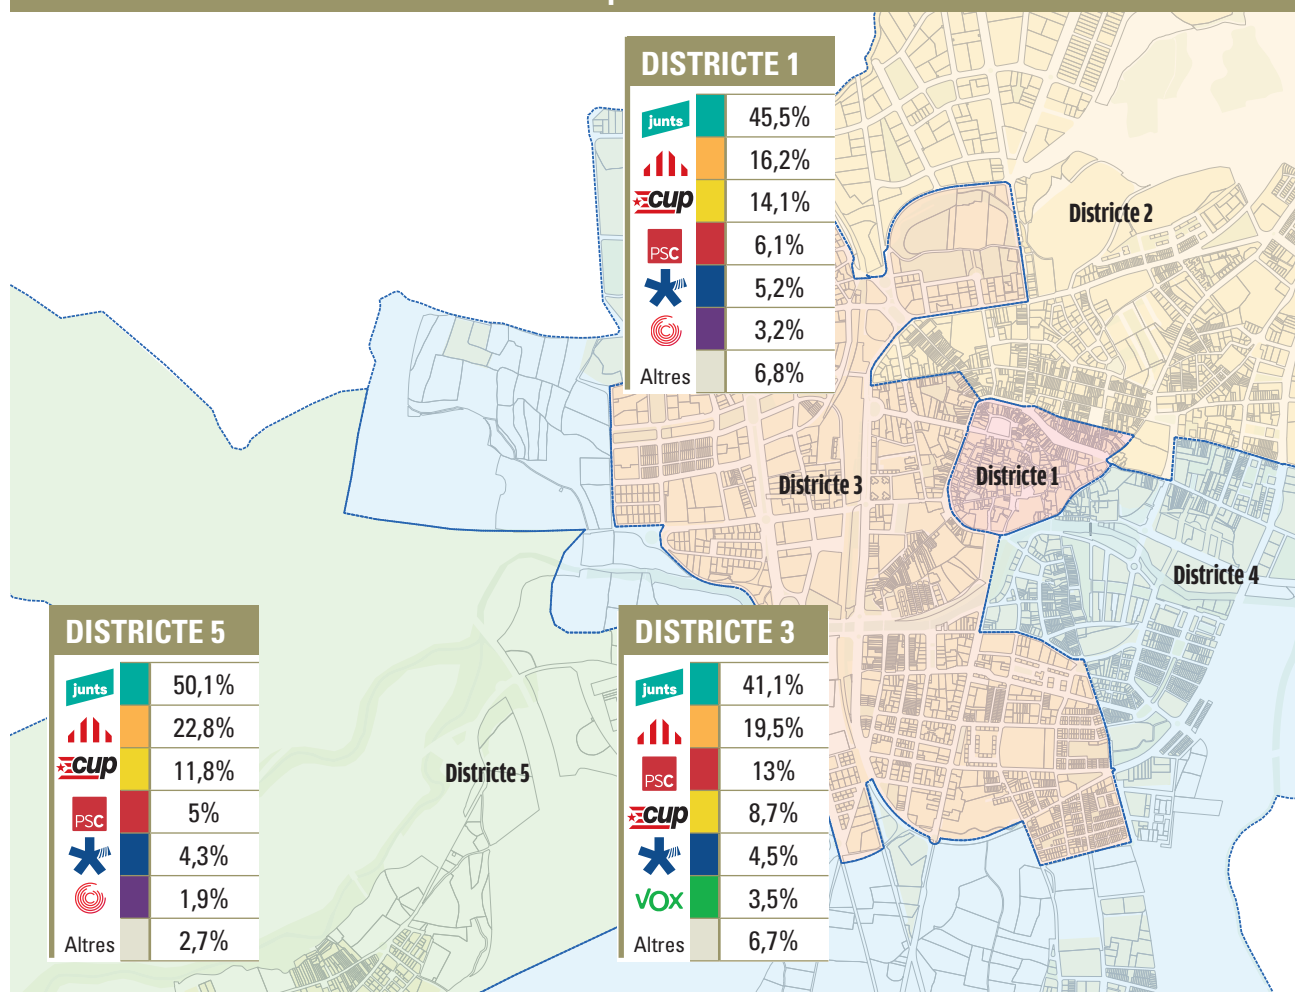 DISTRICTE 1
junts 45,5%
16,2%
cup 14,1%
PSC 6,1%
5,2%
3,2%
Altres 6,8%
Districte 2
Districte 3
Districte 1
Districte 4
DISTRICTE 5
junts 50,1%
22,8%
cup 11,8%
PSC 5%
4,3%
1,9%
Altres 2,7%
Districte 5
DISTRICTE 3
junts 41,1%
19,5%
PSC 13%
cup 8,7%
4,5%
VOX 3,5%
Altres 6,7%